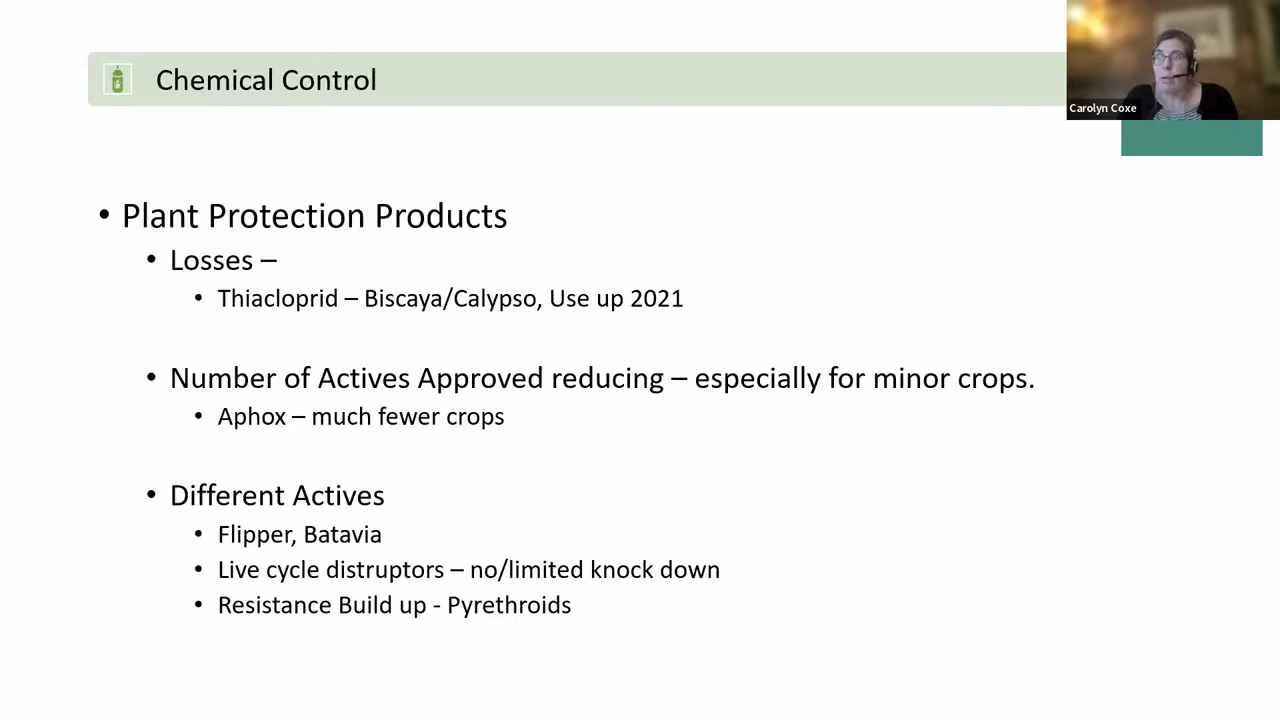 Chemical Control
Carolyn Coxe
• Plant Protection Products
• Losses –
• Thiacloprid – Biscaya/Calypso, Use up 2021
• Number of Actives Approved reducing – especially for minor crops.
• Aphox – much fewer crops
• Different Actives
• Flipper, Batavia
• Live cycle distruptors – no/limited knock down
• Resistance Build up - Pyrethroids